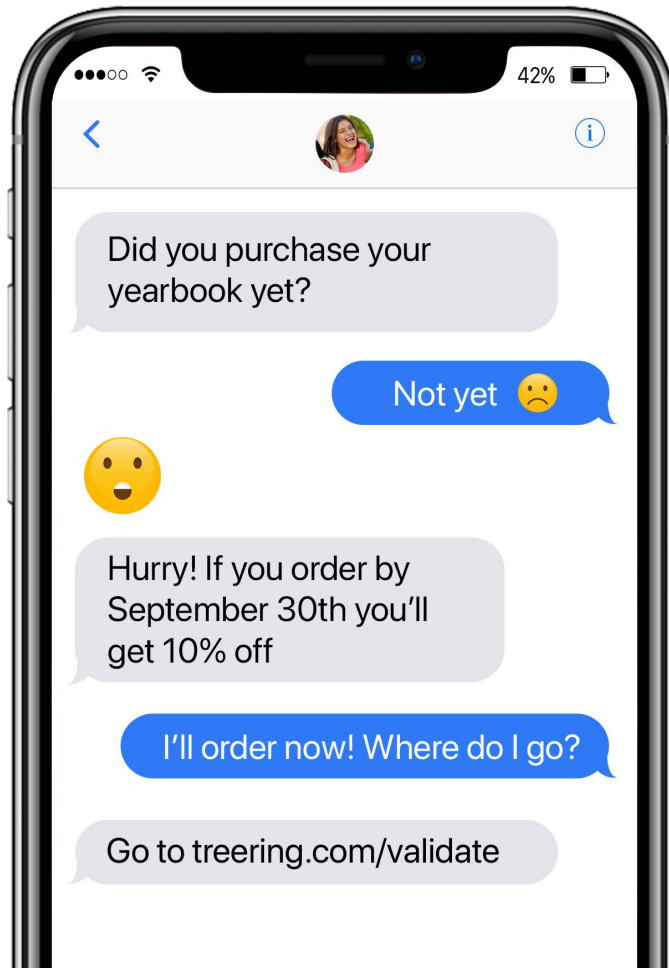 42%
Did you purchase your
yearbook yet?
Not yet 🙁
😮
Hurry! If you order by
September 30th you’ll
get 10% off
I’ll order now! Where do I go?
Go to treering.com/validate